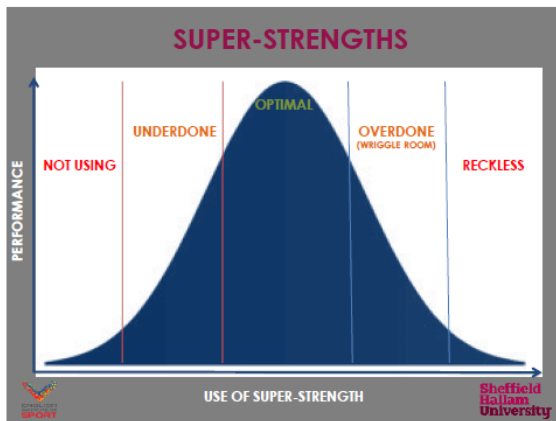 SUPER-STRENGTHS
OPTIMAL
UNDERDONE
OVERDONE
(WRIGGLE ROOM)
NOT USING
RECKLESS
PERFORMANCE
USE OF SUPER-STRENGTH
SPORT
Sheffield
Hallam
University